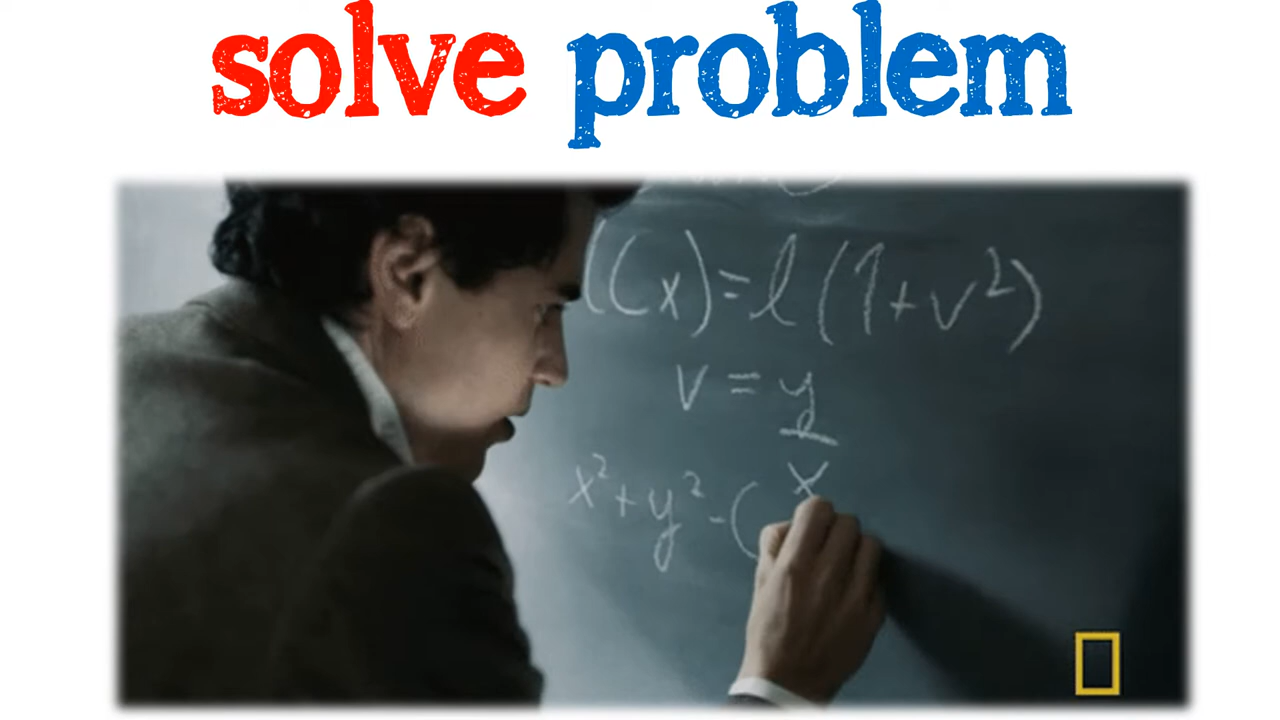 solve problem
(x) = l (1 + v²)
v = y
x² + y² - (
x